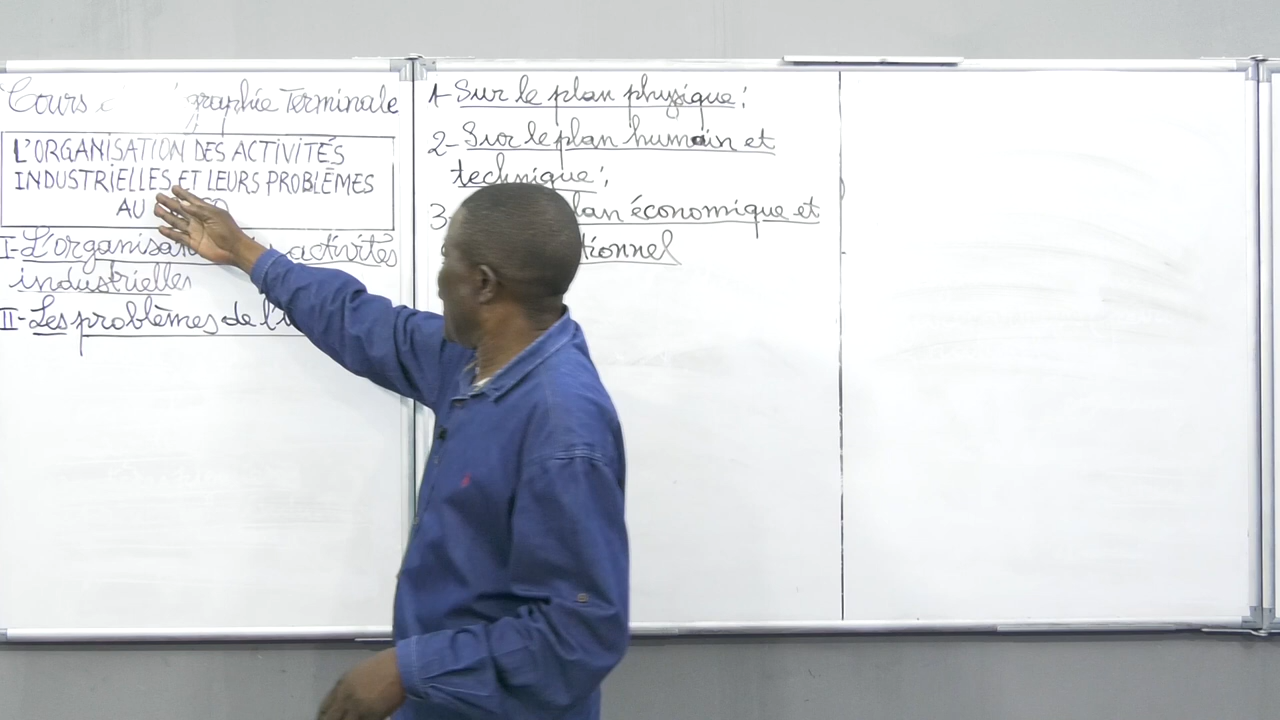 Cours graphie Terminale
L'ORGANISATION DES ACTIVITÉS
INDUSTRIELLES ET LEURS PROBLÈMES
AU
I- L'organisa activités
industrielles
II- Les problèmes de l'
1- Sur le plan physique:
2- Sur le plan humain et
technique:
3- lan économique et
tionnel